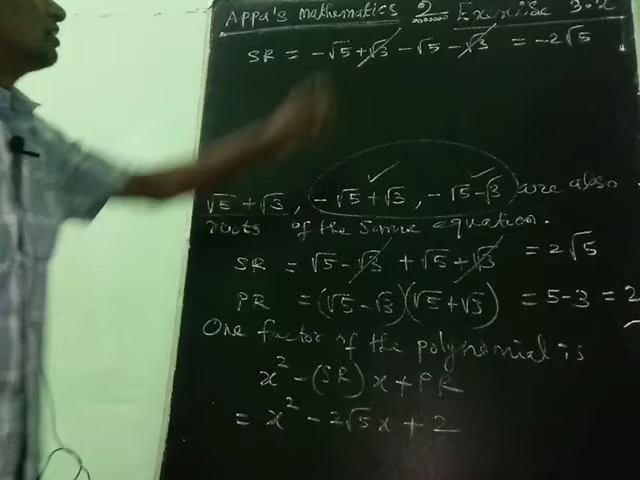 Appa's Mathematics Exercise 3.2
SR = -√5 + √3 - √5 - √3 = -2√5
√5 + √3, -√5 + √3, -√5 - √3 are also
roots of the same equation.
SR = √5 - √3 + √5 + √3 = 2√5
PR = (√5 - √3)(√5 + √3) = 5 - 3 = 2
One factor of the polynomial is
x² - (SR)x + PR
= x² - 2√5x + 2